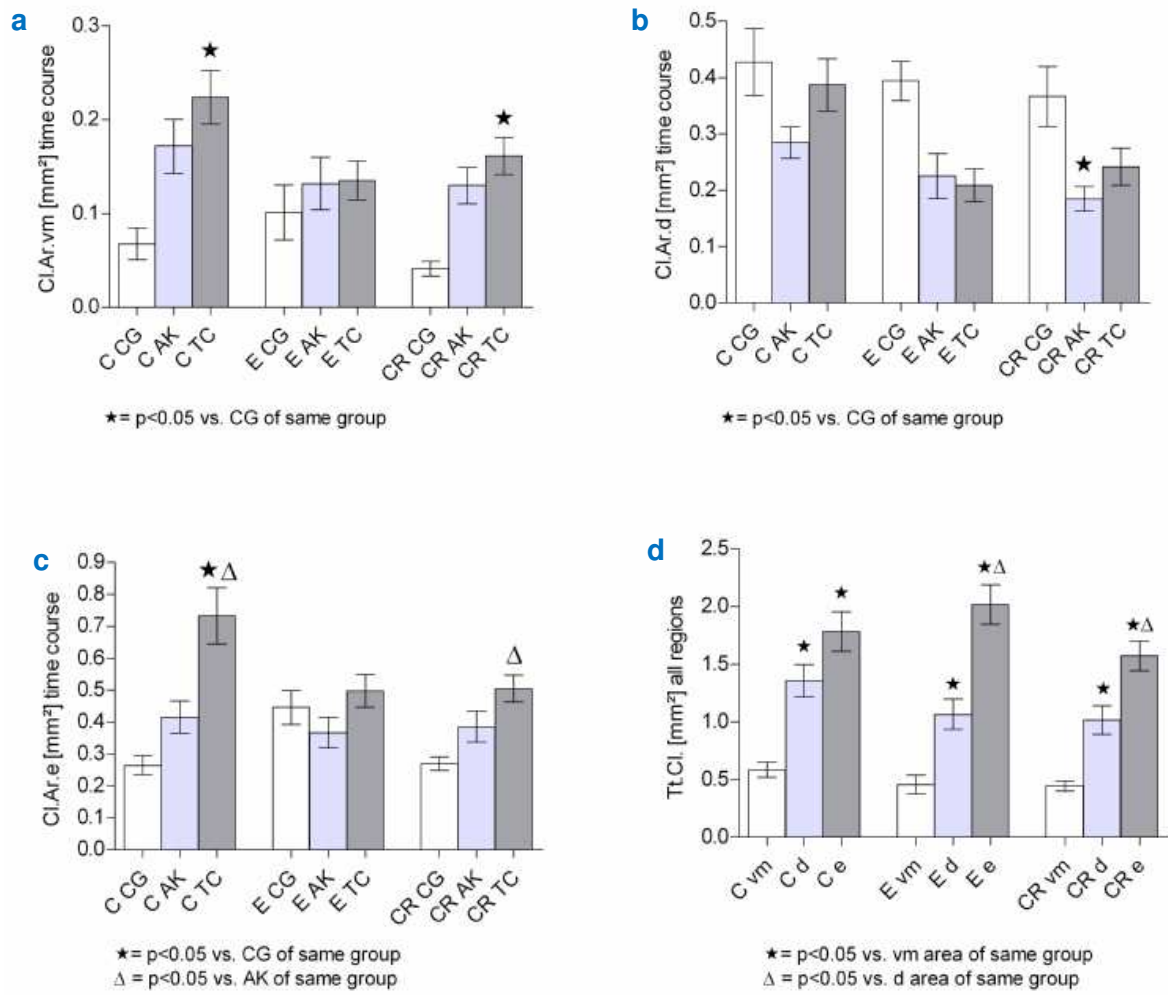 a
Cl.Ar.vm [mm²] time course
0.3
0.2
0.1
0.0
★
★
C CG
C AK
C TC
E CG
E AK
E TC
CR CG
CR AK
CR TC
★= p<0.05 vs. CG of same group
b
Cl.Ar.d [mm²] time course
0.5
0.4
0.3
0.2
0.1
0.0
★
C CG
C AK
C TC
E CG
E AK
E TC
CR CG
CR AK
CR TC
★= p<0.05 vs. CG of same group
c
Cl.Ar.e [mm²] time course
0.9
0.8
0.7
0.6
0.5
0.4
0.3
0.2
0.1
0.0
★ Δ
Δ
C CG
C AK
C TC
E CG
E AK
E TC
CR CG
CR AK
CR TC
★= p<0.05 vs. CG of same group
Δ = p<0.05 vs. AK of same group
d
Tt.Cl. [mm²] all regions
2.5
2.0
1.5
1.0
0.5
0.0
★
★
★
★Δ
★
★Δ
C vm
C d
C e
E vm
E d
E e
CR vm
CR d
CR e
★= p<0.05 vs. vm area of same group
Δ = p<0.05 vs. d area of same group